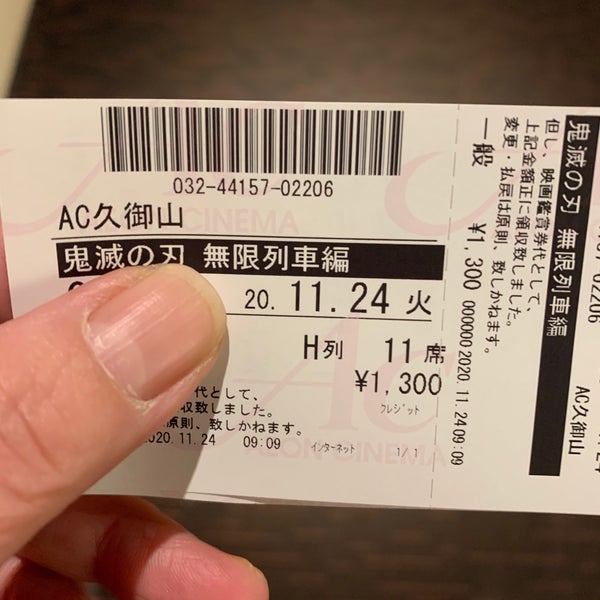 032-44157-02206
AC久御山
CINEMA
鬼滅の刃 無限列車編
20. 11.24 火
H列 11席
¥1,300
クレジット
代として、
収致しました。
原則、致しかねます。
2020.11.24 09:09
インターネット 1/1
AEON CINEMA
鬼滅の刃 無限列車編
但し、映画鑑賞券代として、
上記金額正に領収致しました。
変更・払戻は原則、致しかねます。
一般 ¥1,300 000000 2020.11.24 09:09
02206
AC久御山